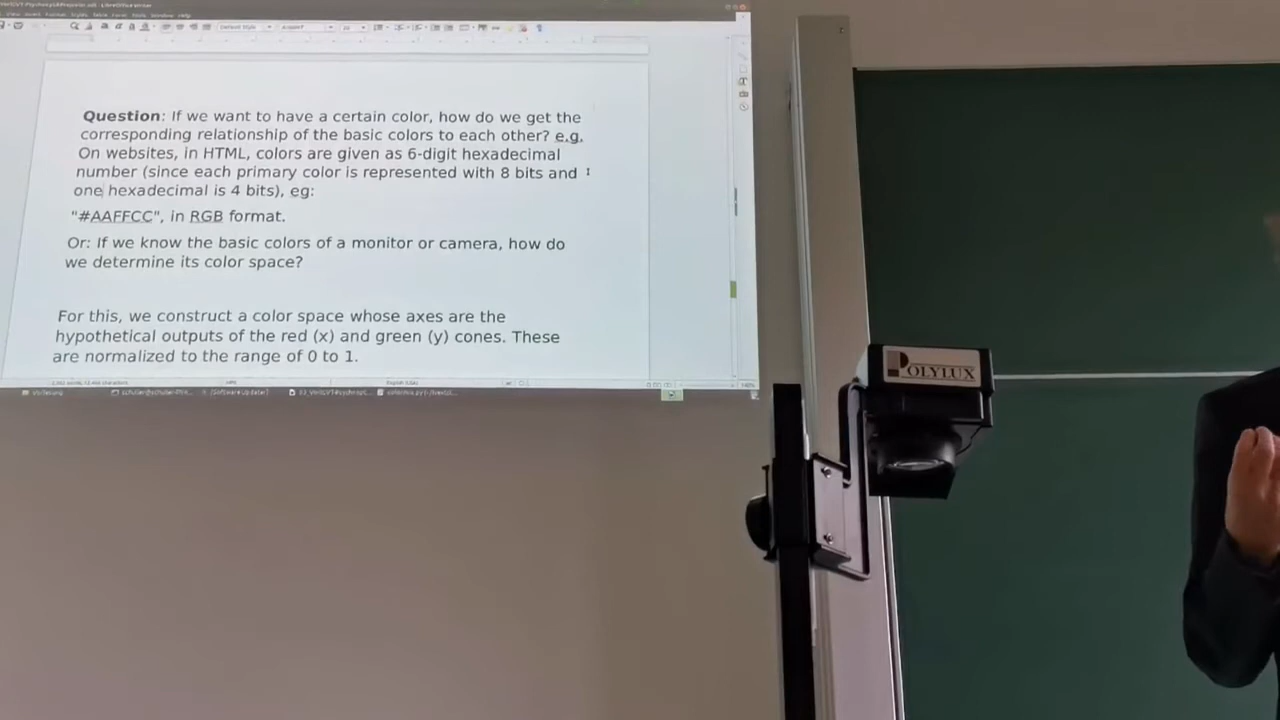 Question: If we want to have a certain color, how do we get the
corresponding relationship of the basic colors to each other? e.g.
On websites, in HTML, colors are given as 6-digit hexadecimal
number (since each primary color is represented with 8 bits and
one hexadecimal is 4 bits), eg:
"#AAFFCC", in RGB format.
Or: If we know the basic colors of a monitor or camera, how do
we determine its color space?
For this, we construct a color space whose axes are the
hypothetical outputs of the red (x) and green (y) cones. These
are normalized to the range of 0 to 1.
POLYLUX